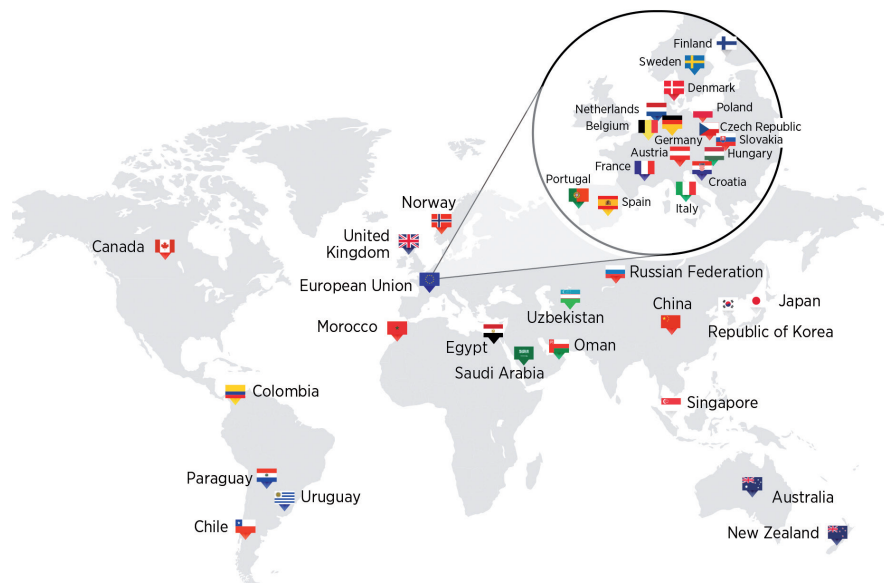 Finland
Sweden
Denmark
Netherlands
Poland
Belgium
Czech Republic
Germany
Slovakia
Austria
Hungary
France
Croatia
Portugal
Spain
Italy
Norway
Canada
United
Kingdom
European Union
Russian Federation
Uzbekistan
China
Japan
Morocco
Republic of Korea
Egypt
Oman
Saudi Arabia
Colombia
Singapore
Paraguay
Uruguay
Australia
Chile
New Zealand